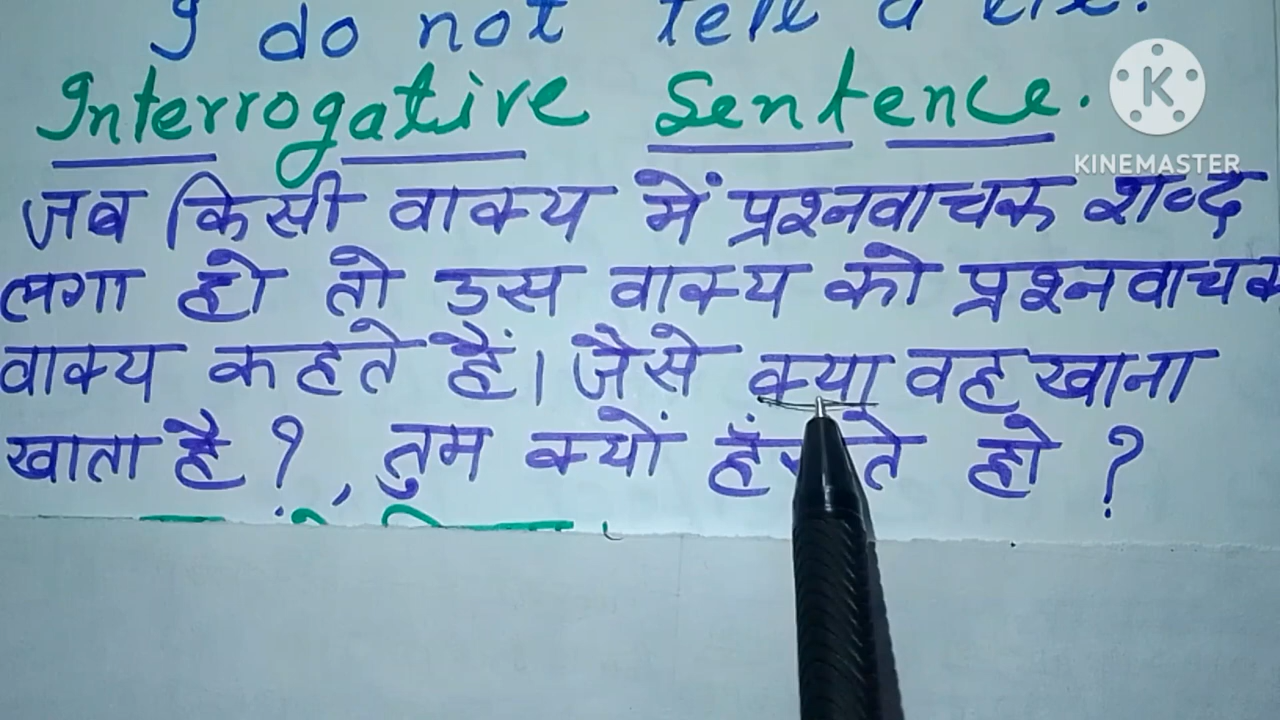 I do not tell a lie.
Interrogative Sentence.
K
KINEMASTER
जब किसी वाक्य में प्रश्नवाचक शब्द
लगा हो तो उस वाक्य को प्रश्नवाचक
वाक्य कहते हैं। जैसे क्या वह खाना
खाता है ?, तुम क्यों हँसते हो ?